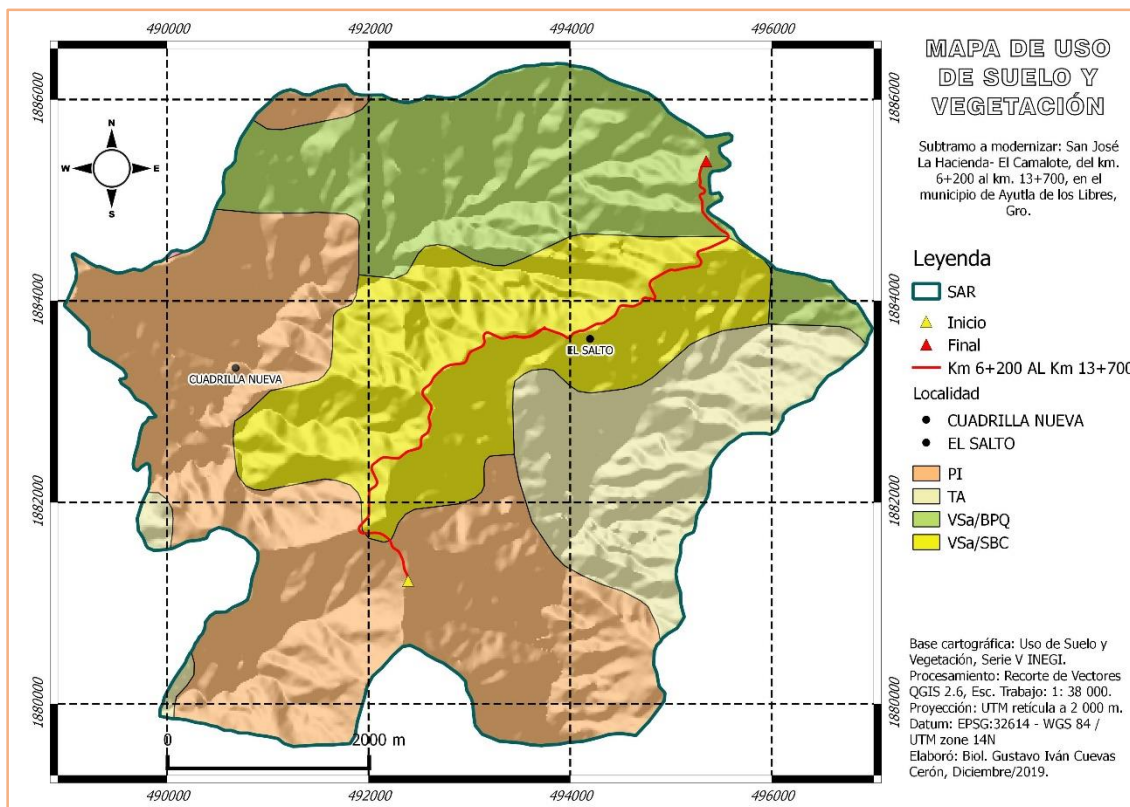 490000 492000 494000 496000
MAPA DE USO
DE SUELO Y
VEGETACIÓN
Subtramo a modernizar: San José
La Hacienda- El Camalote, del km.
6+200 al km. 13+700, en el
municipio de Ayutla de los Libres,
Gro.
Leyenda
SAR
Inicio
Final
Km 6+200 AL Km 13+700
Localidad
CUADRILLA NUEVA
EL SALTO
PI
TA
VSa/BPQ
VSa/SBC
Base cartográfica: Uso de Suelo y
Vegetación, Serie V INEGI.
Procesamiento: Recorte de Vectores
QGIS 2.6, Esc. Trabajo: 1: 38 000.
Proyección: UTM retícula a 2 000 m.
Datum: EPSG:32614 - WGS 84 /
UTM zone 14N
Elaboró: Biol. Gustavo Iván Cuevas
Cerón, Diciembre/2019.
1886000
1886000
N
W E
S
1884000
1884000
EL SALTO
CUADRILLA NUEVA
1882000
1882000
1880000
1880000
0 2000 m
490000 492000 494000 496000